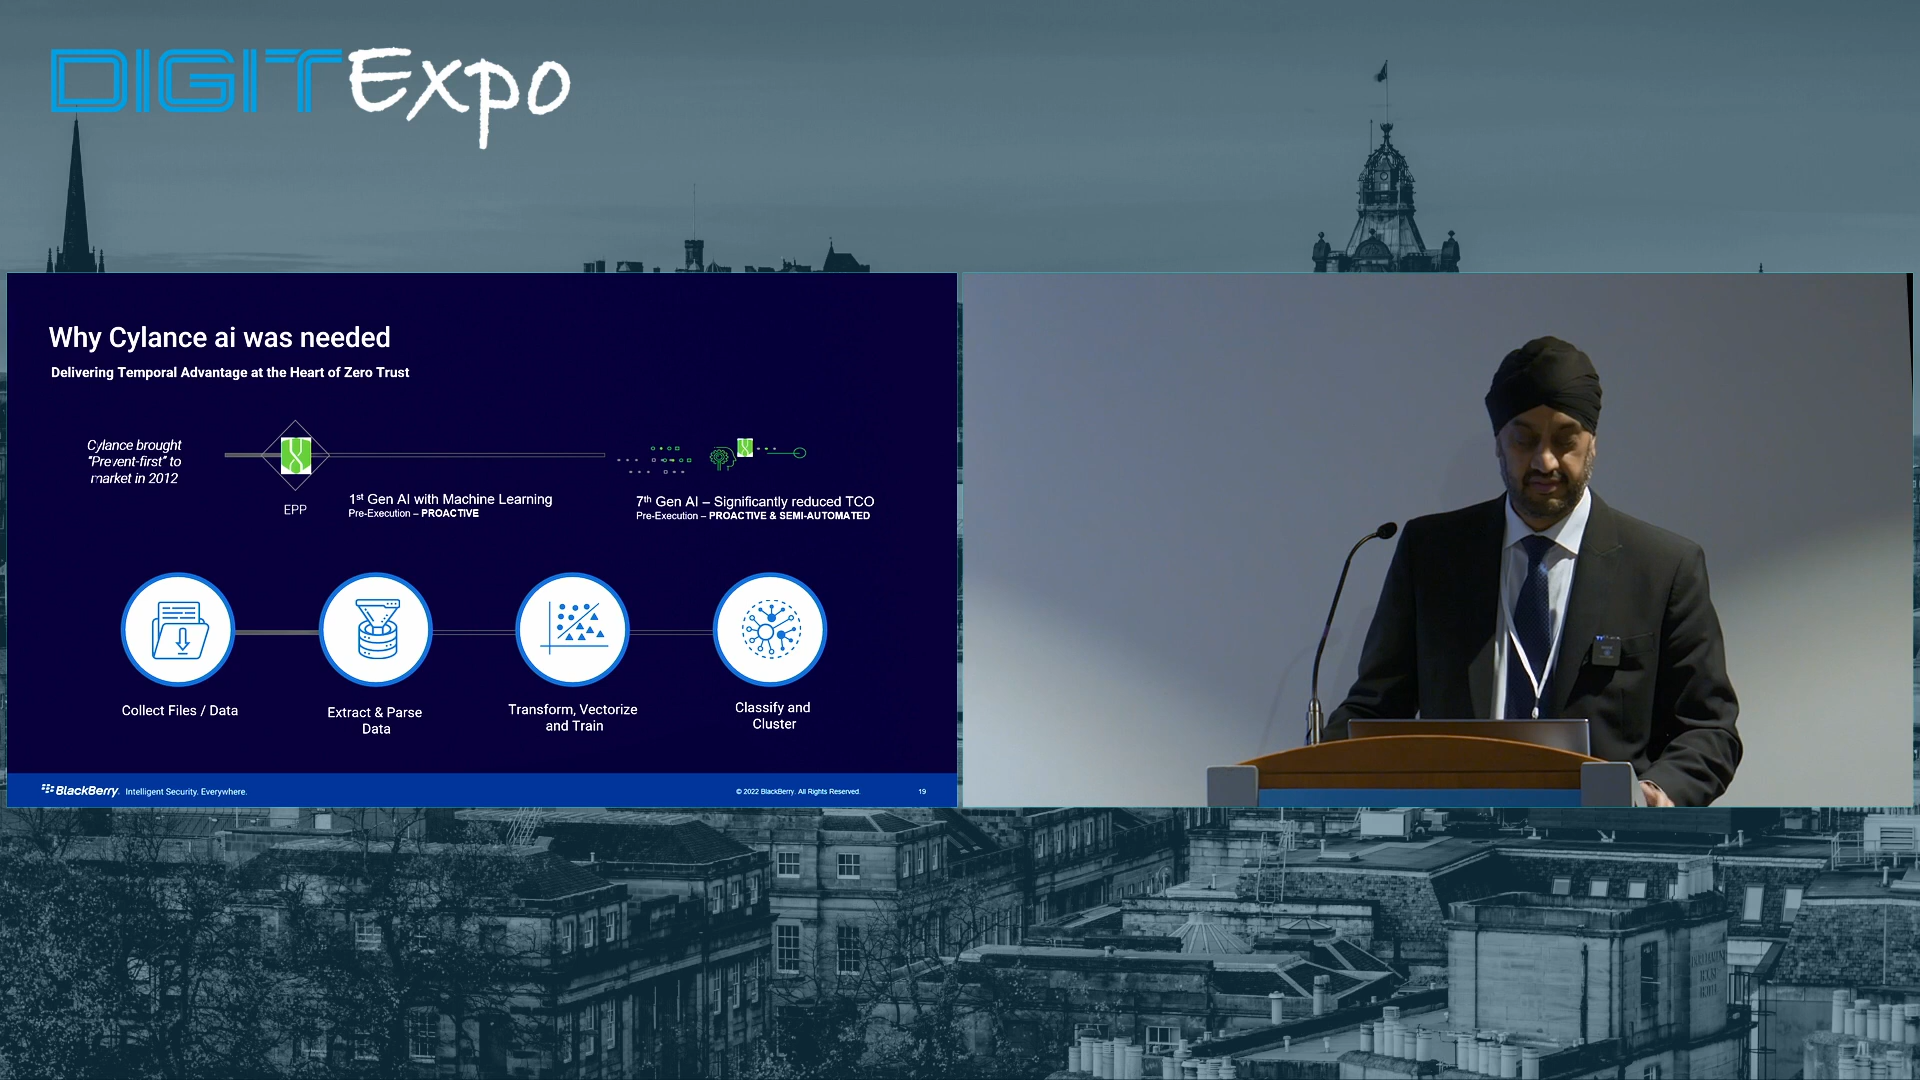 DIGIT Expo
Why Cylance ai was needed
Delivering Temporal Advantage at the Heart of Zero Trust
Cylance brought
"Prevent-first" to
market in 2012
EPP
1st Gen AI with Machine Learning
Pre-Execution – PROACTIVE
7th Gen AI – Significantly reduced TCO
Pre-Execution – PROACTIVE & SEMI-AUTOMATED
Collect Files / Data
Extract & Parse
Data
Transform, Vectorize
and Train
Classify and
Cluster
BlackBerry. Intelligent Security. Everywhere.
© 2022 BlackBerry. All Rights Reserved.
19